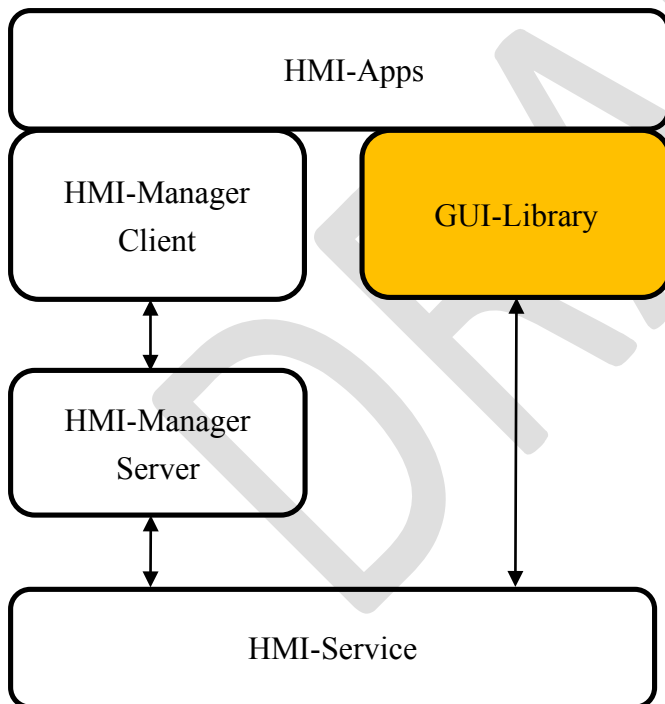 HMI-Apps
HMI-Manager
Client
GUI-Library
HMI-Manager
Server
HMI-Service